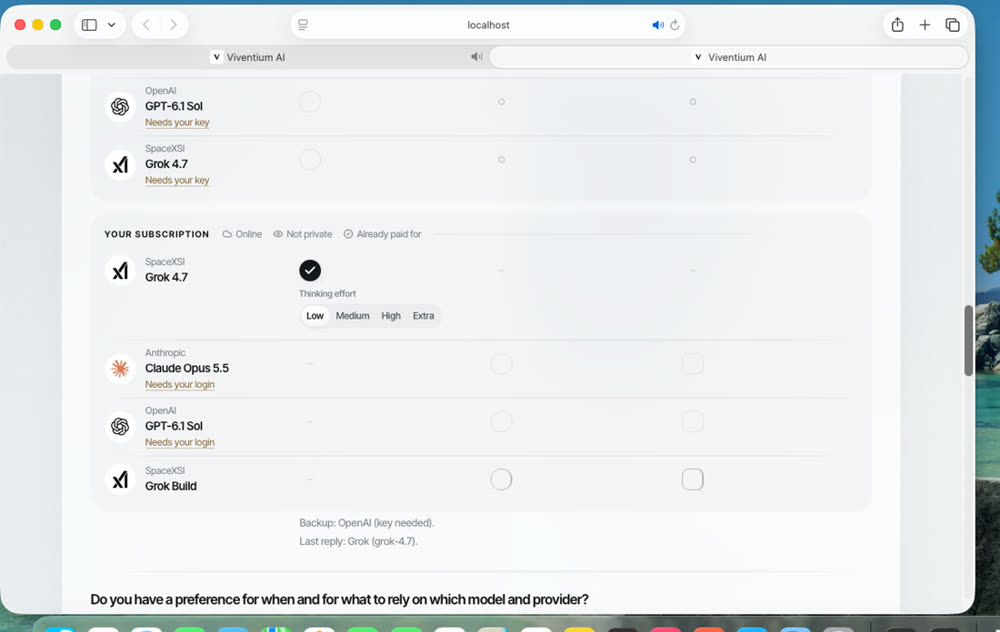 localhost
Viventium AI
Viventium AI
OpenAI
GPT-6.1 Sol
Needs your key
SpaceXSI
Grok 4.7
Needs your key
YOUR SUBSCRIPTION Online Not private Already paid for
SpaceXSI
Grok 4.7
Thinking effort
Low Medium High Extra
Anthropic
Claude Opus 5.5
Needs your login
OpenAI
GPT-6.1 Sol
Needs your login
SpaceXSI
Grok Build
Backup: OpenAI (key needed).
Last reply: Grok (grok-4.7).
Do you have a preference for when and for what to rely on which model and provider?